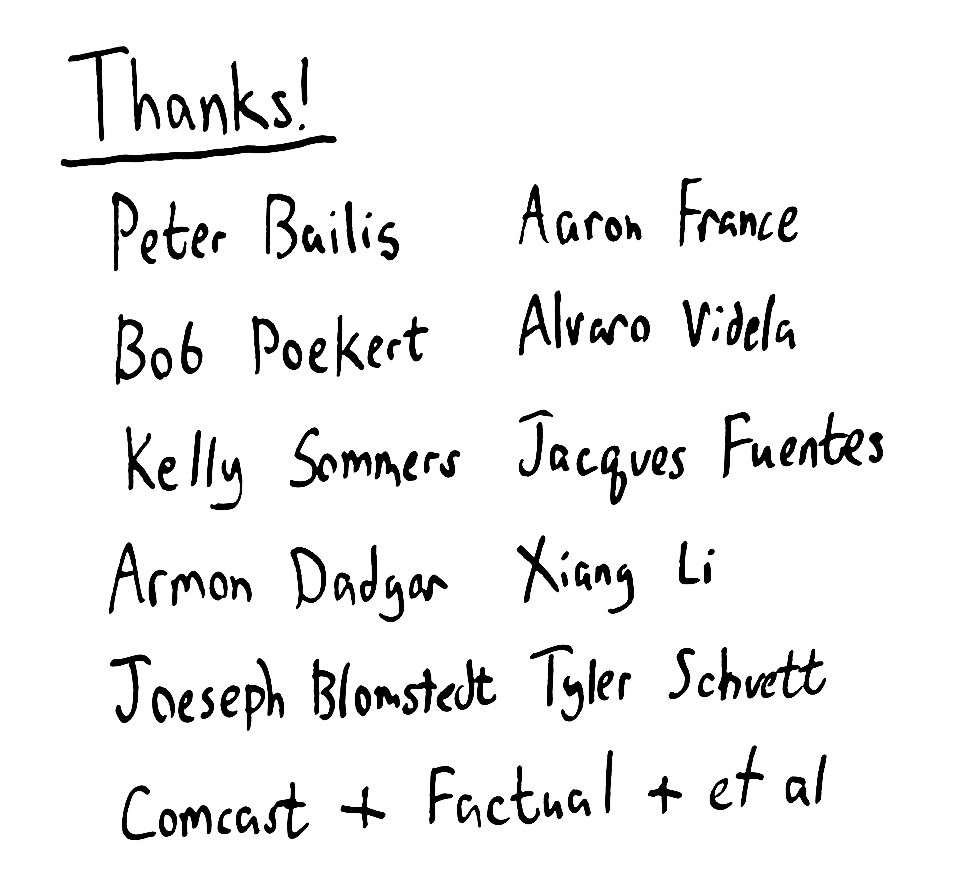 Thanks!
Peter Bailis Aaron France
Bob Poekert Alvaro Videla
Kelly Sommers Jacques Fuentes
Armon Dadgar Xiang Li
Joeseph Blomstedt Tyler Schvett
Comcast + Factual + et al